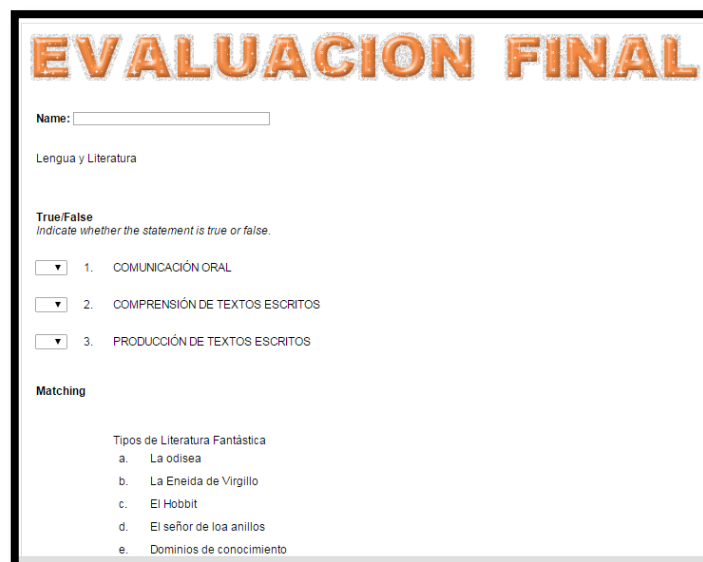 EVALUACION FINAL
Name:
Lengua y Literatura
True/False
Indicate whether the statement is true or false.
1. COMUNICACIÓN ORAL
2. COMPRENSIÓN DE TEXTOS ESCRITOS
3. PRODUCCIÓN DE TEXTOS ESCRITOS
Matching
Tipos de Literatura Fantástica
a. La odisea
b. La Eneida de Virgillo
c. El Hobbit
d. El señor de loa anillos
e. Dominios de conocimiento